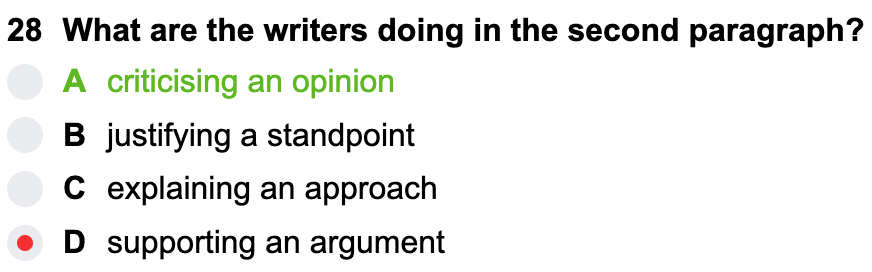 28 What are the writers doing in the second paragraph?
A criticising an opinion
B justifying a standpoint
C explaining an approach
D supporting an argument